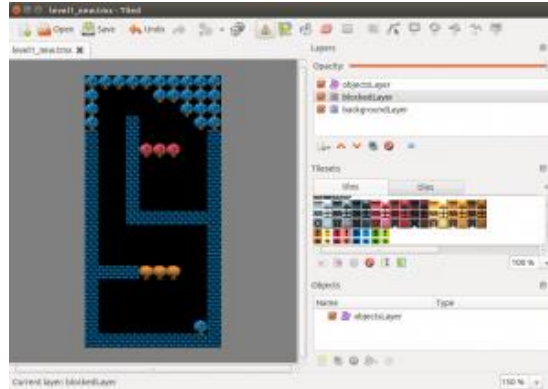 level1_new.tmx - Tiled
Open Save Undo
level1_new.tmx
Layers
Opacity:
objectsLayer
blockedLayer
backgroundLayer
Tilesets
tiles tiles
100 %
Objects
Name Type
objectsLayer
Current layer: blockedLayer
150 %